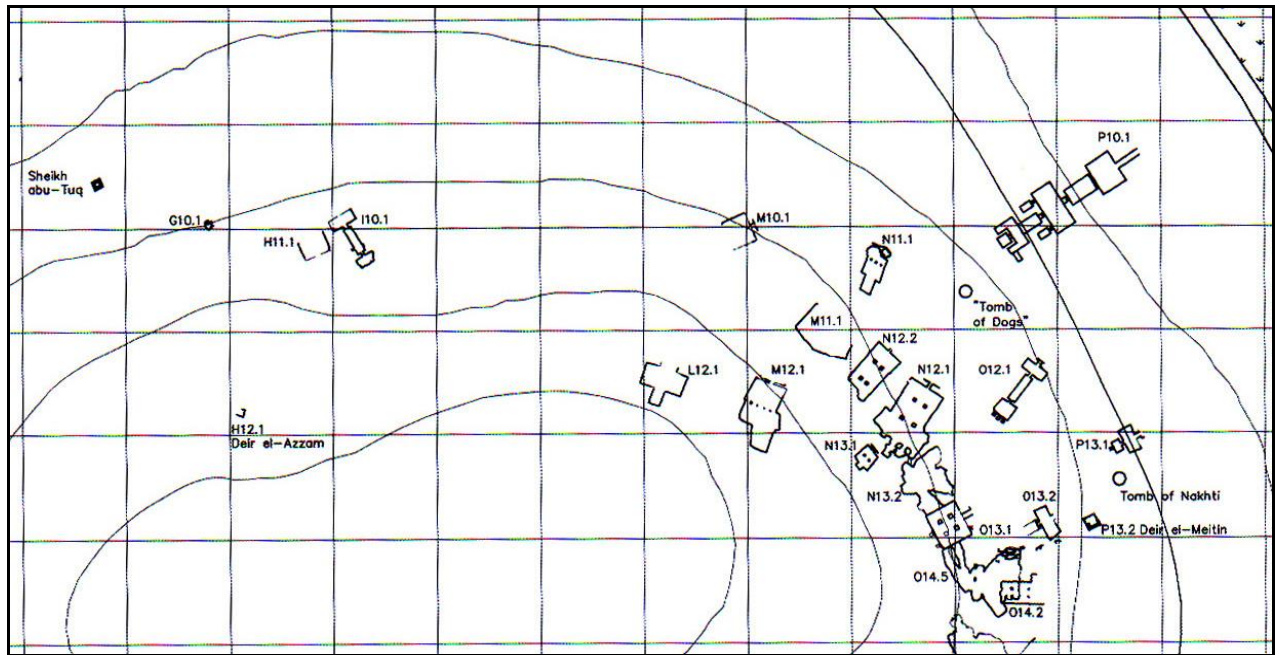 P10.1
Sheikh
abu-Tuq
G10.1
I10.1
M10.1
H11.1
N11.1
"Tomb
of Dogs"
M11.1
N12.2
L12.1
M12.1
N12.1
O12.1
H12.1
Deir el-Azzam
N13.1
P13.1
N13.2
O13.2
Tomb of Nakhti
O13.1
P13.2 Deir el-Meitin
O14.5
O14.2